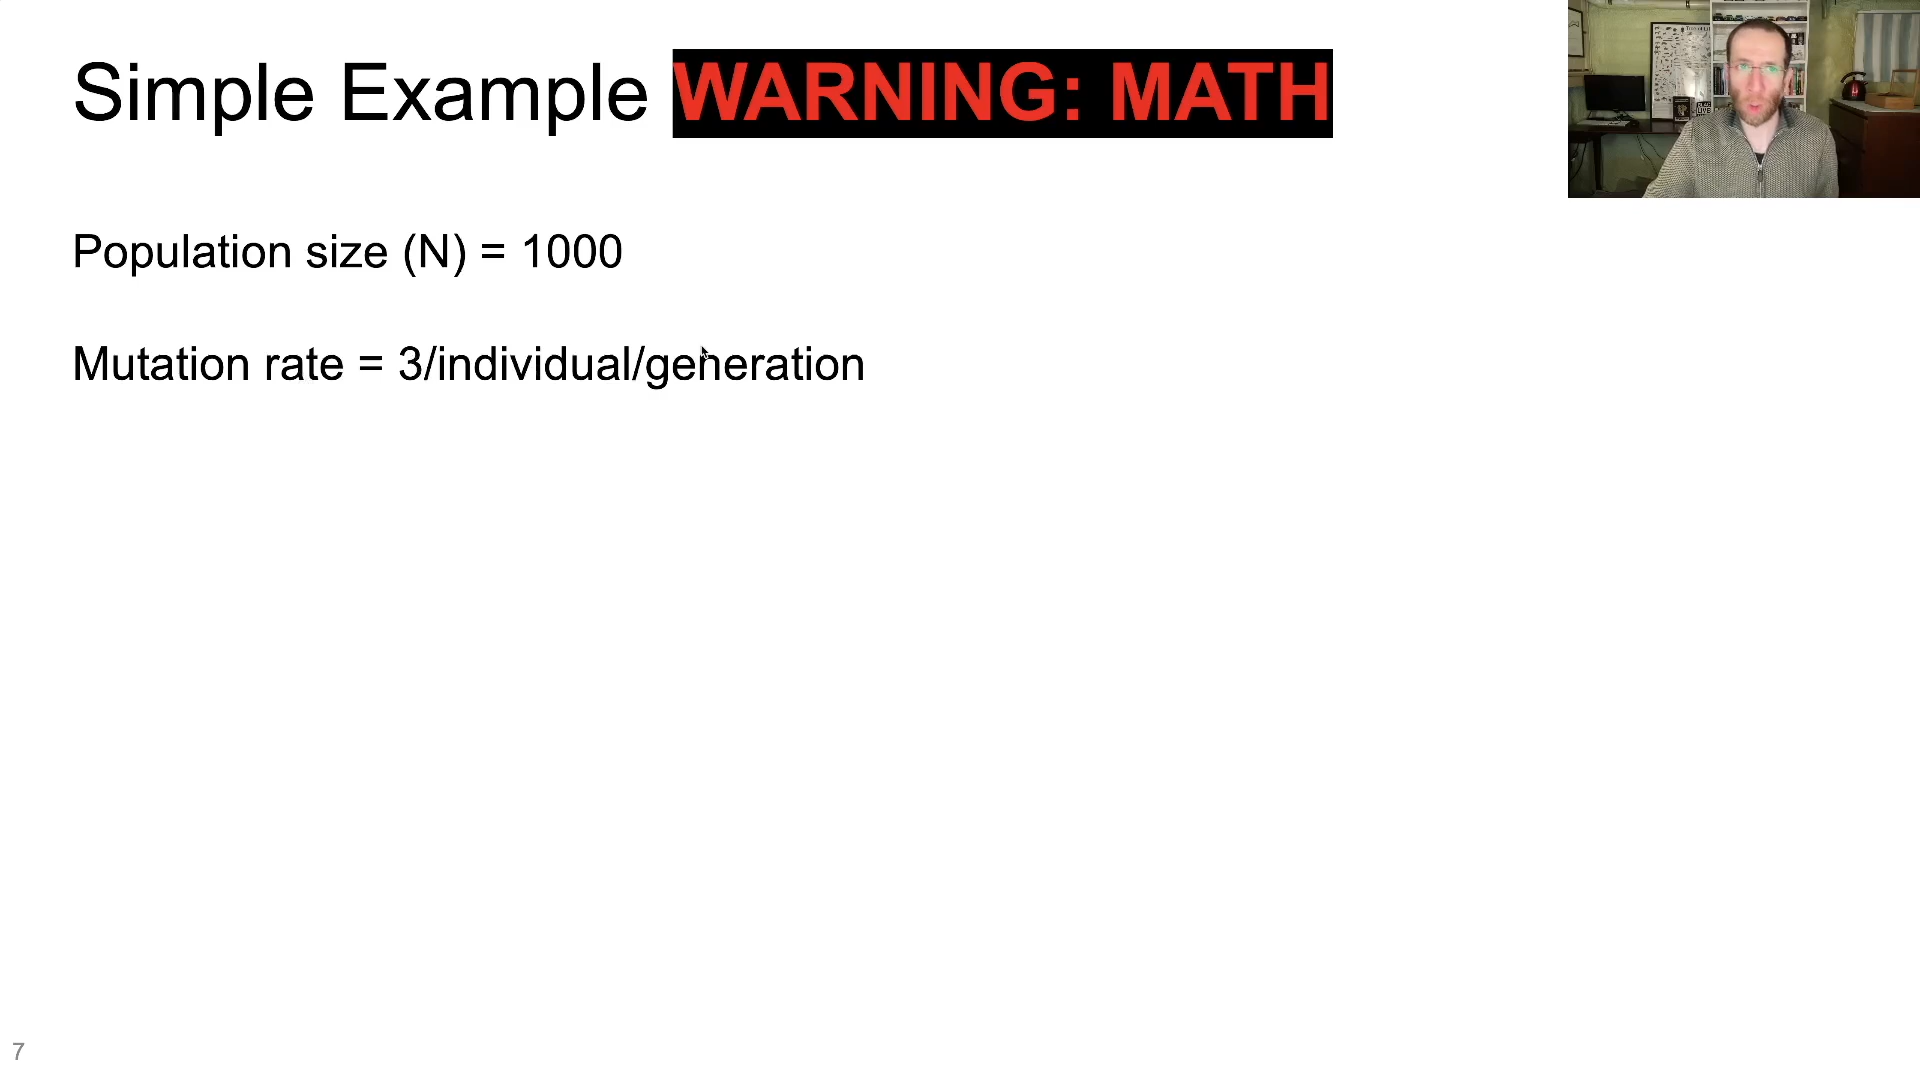 Simple Example WARNING: MATH
Population size (N) = 1000
Mutation rate = 3/individual/generation
7